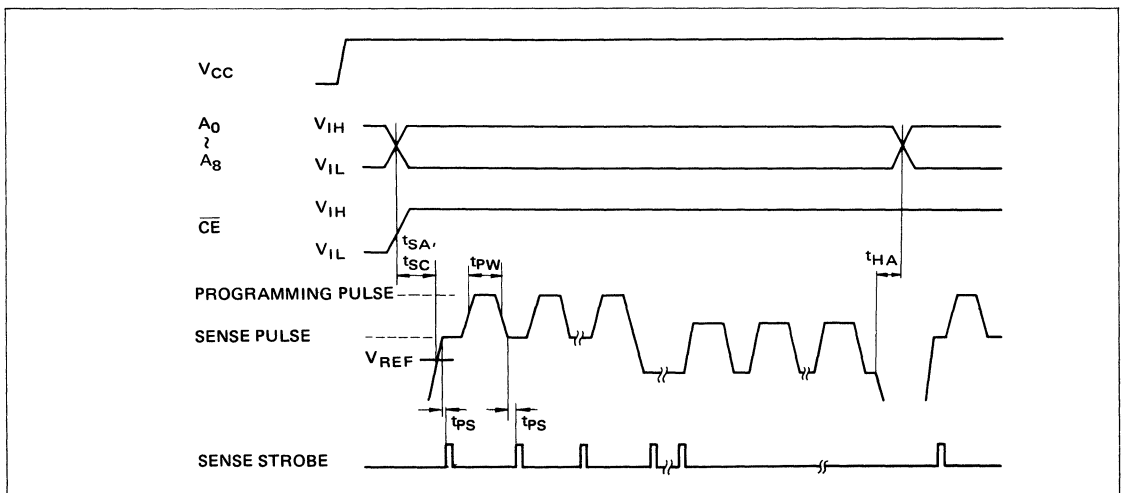 VCC
A0
~
A8
VIH
VIL
CE
VIH
VIL
tSA,
tSC
tPW
tHA
PROGRAMMING PULSE
SENSE PULSE
VREF
tPS
tPS
SENSE STROBE